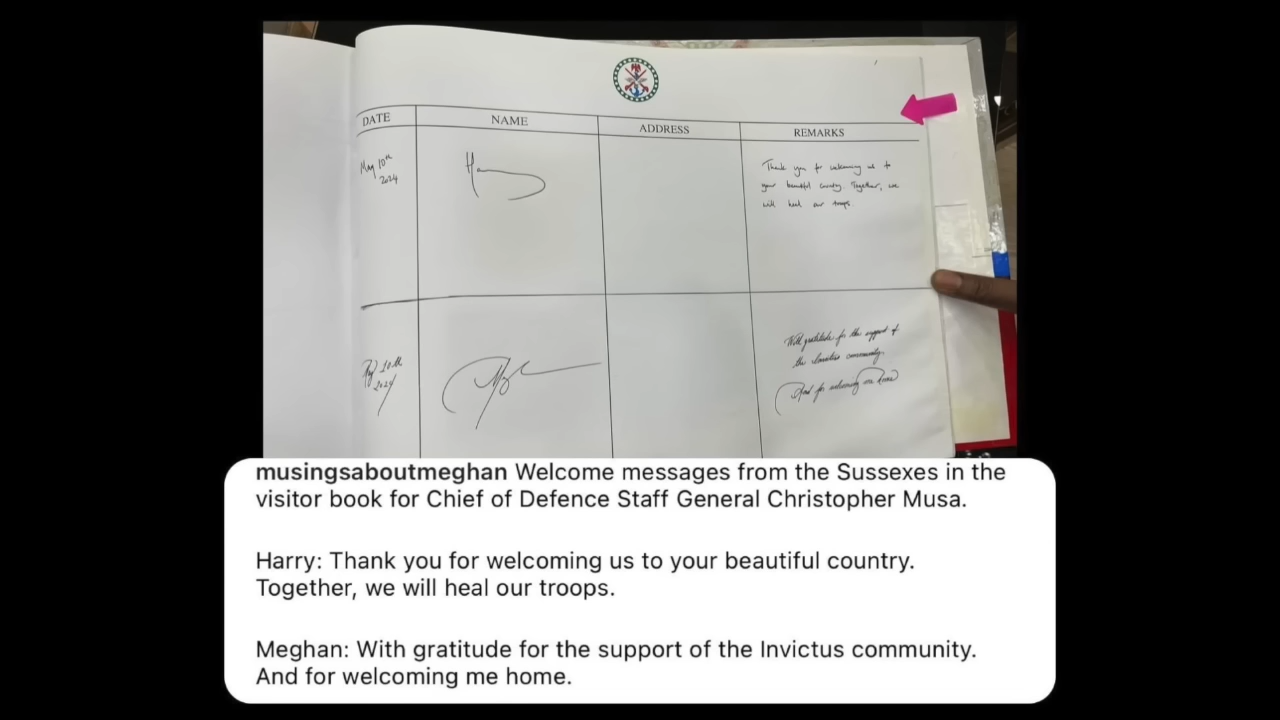 DATE NAME ADDRESS REMARKS
May 10th
2024
Harry
Thank you for welcoming us to
your beautiful country. Together, we
will heal our troops.
10th
2024
With gratitude for the support of
the Invictus community.
And for welcoming me home
musingsaboutmeghan Welcome messages from the Sussexes in the
visitor book for Chief of Defence Staff General Christopher Musa.
Harry: Thank you for welcoming us to your beautiful country.
Together, we will heal our troops.
Meghan: With gratitude for the support of the Invictus community.
And for welcoming me home.